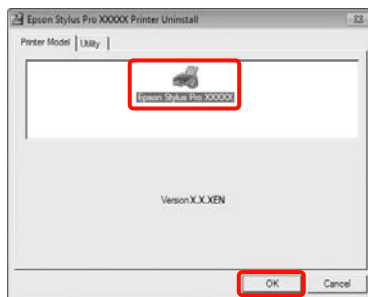 Epson Stylus Pro XXXXX Printer Uninstall
Printer Model Utility
Epson Stylus Pro XXXXX
Version X.X.XEN
OK Cancel